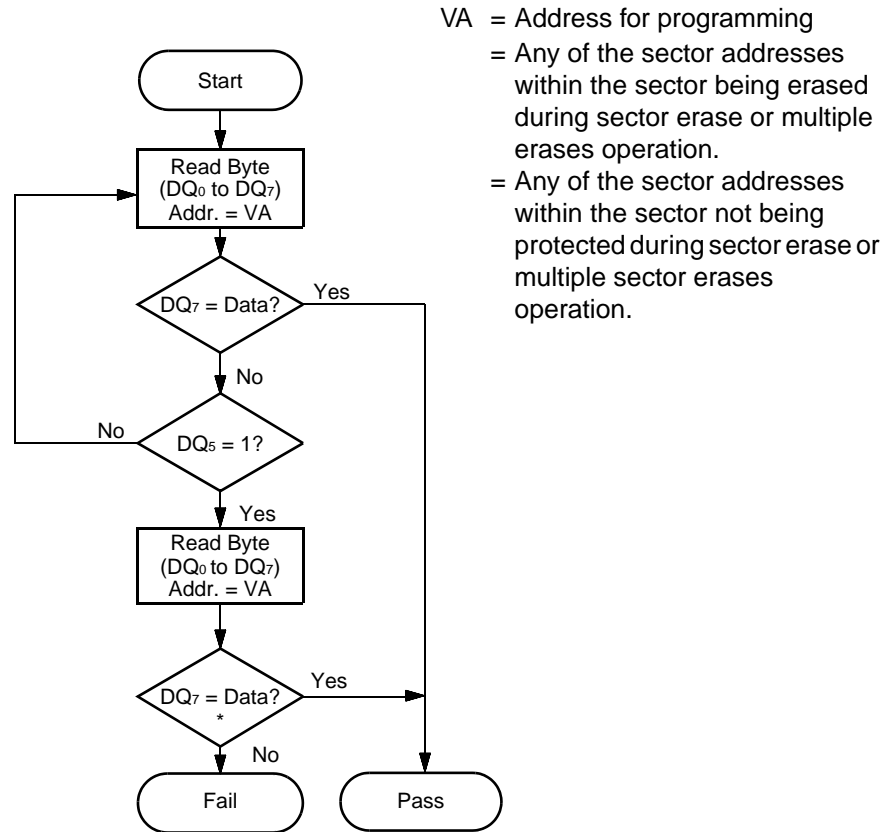 VA = Address for programming
= Any of the sector addresses
within the sector being erased
during sector erase or multiple
erases operation.
= Any of the sector addresses
within the sector not being
protected during sector erase or
multiple sector erases
operation.
Start
Read Byte
(DQ0 to DQ7)
Addr. = VA
DQ7 = Data?
Yes
No
DQ5 = 1?
No
Yes
Read Byte
(DQ0 to DQ7)
Addr. = VA
DQ7 = Data?
*
Yes
No
Fail
Pass